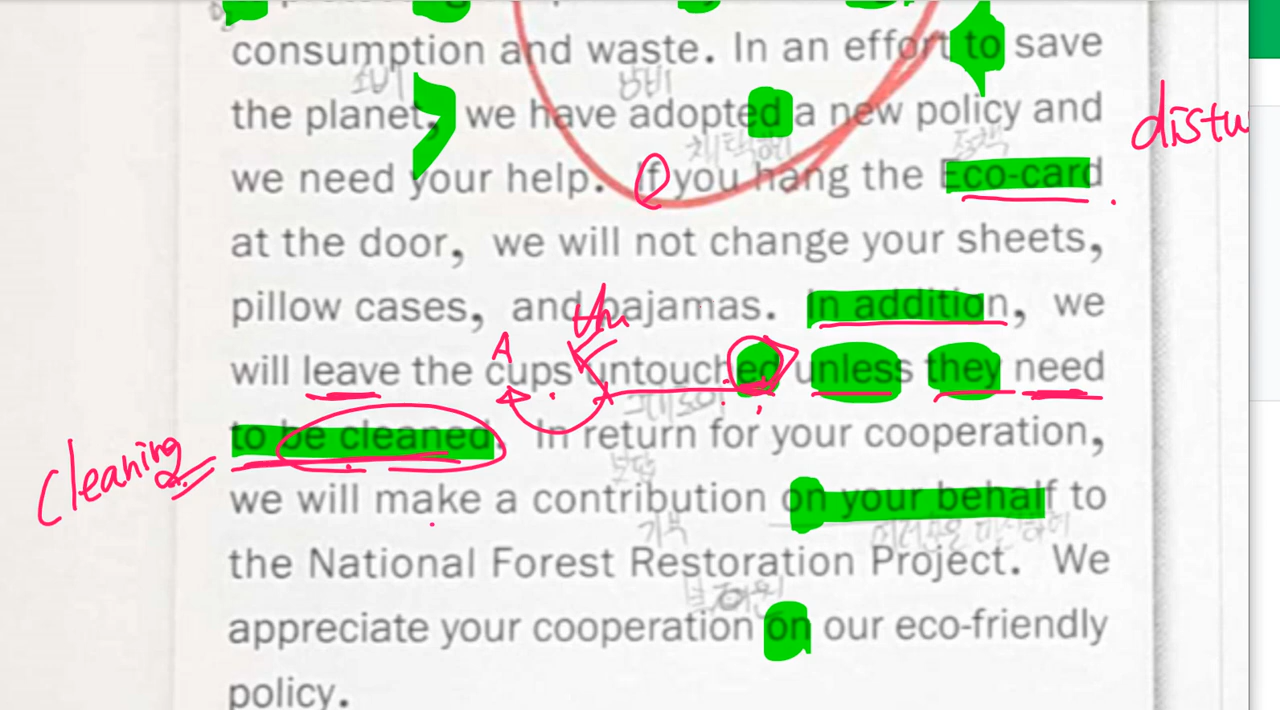 consumption and waste. In an effort to save
소비 낭비
the planet, we have adopted a new policy and
distu
채택하 정책
we need your help. If you hang the Eco-card
at the door, we will not change your sheets,
pillow cases, and pajamas. In addition, we
A
will leave the cups untouched unless they need
그대로의
to be cleaned. In return for your cooperation,
cleaning
보답
we will make a contribution on your behalf to
기부
the National Forest Restoration Project. We
appreciate your cooperation on our eco-friendly
policy.